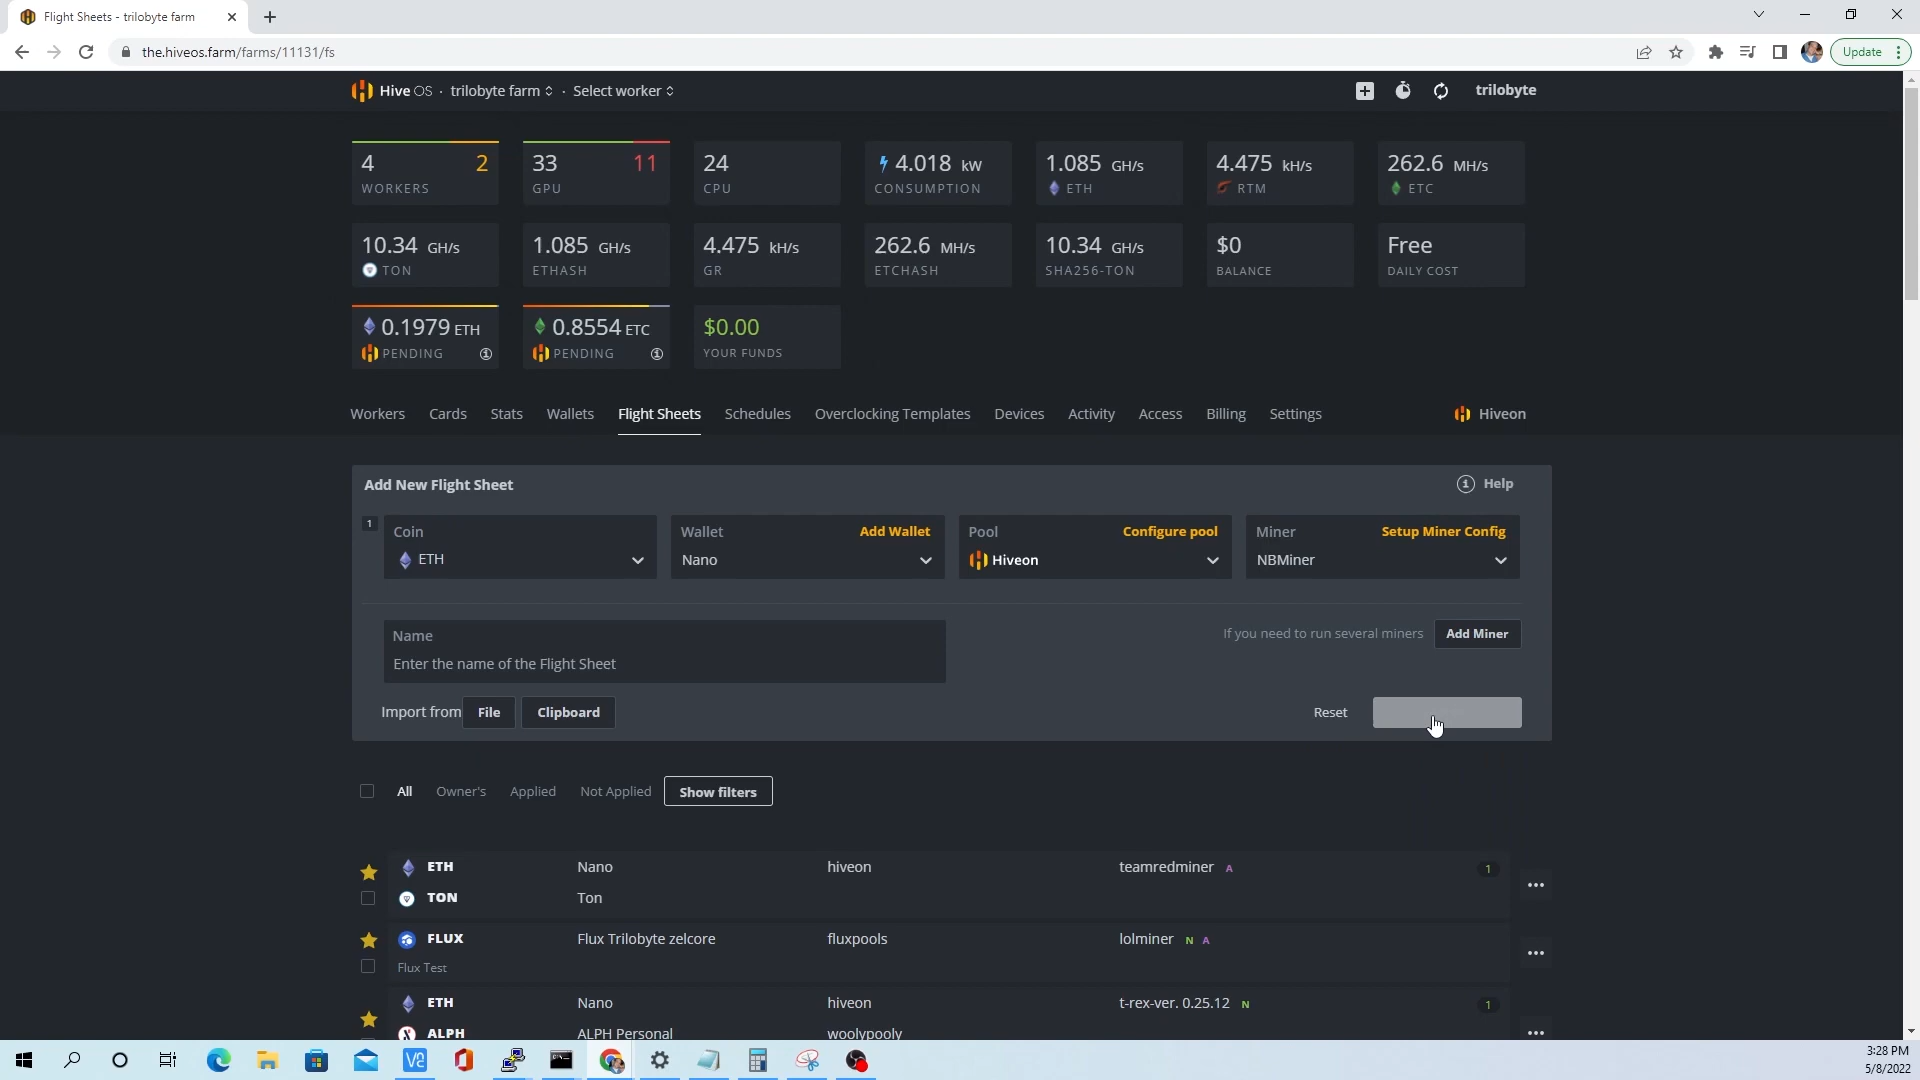 Flight Sheets - trilobyte farm
the.hiveos.farm/farms/11131/fs
Update
Hive OS · trilobyte farm · Select worker
trilobyte
4 2
WORKERS
33 11
GPU
24
CPU
4.018 kW
CONSUMPTION
1.085 GH/s
ETH
4.475 kH/s
RTM
262.6 MH/s
ETC
10.34 GH/s
TON
1.085 GH/s
ETHASH
4.475 kH/s
GR
262.6 MH/s
ETCHASH
10.34 GH/s
SHA256-TON
$0
BALANCE
Free
DAILY COST
0.1979 ETH
PENDING
0.8554 ETC
PENDING
$0.00
YOUR FUNDS
Workers Cards Stats Wallets Flight Sheets Schedules Overclocking Templates Devices Activity Access Billing Settings Hiveon
Add New Flight Sheet
Help
1
Coin
ETH
Wallet Add Wallet
Nano
Pool Configure pool
Hiveon
Miner Setup Miner Config
NBMiner
Name
Enter the name of the Flight Sheet
If you need to run several miners Add Miner
Import from File Clipboard
Reset
All Owner's Applied Not Applied Show filters
ETH Nano hiveon teamredminer A 1
TON Ton
FLUX Flux Trilobyte zelcore fluxpools lolminer N A
Flux Test
ETH Nano hiveon t-rex-ver. 0.25.12 N 1
ALPH ALPH Personal woolypooly
3:28 PM
5/8/2022